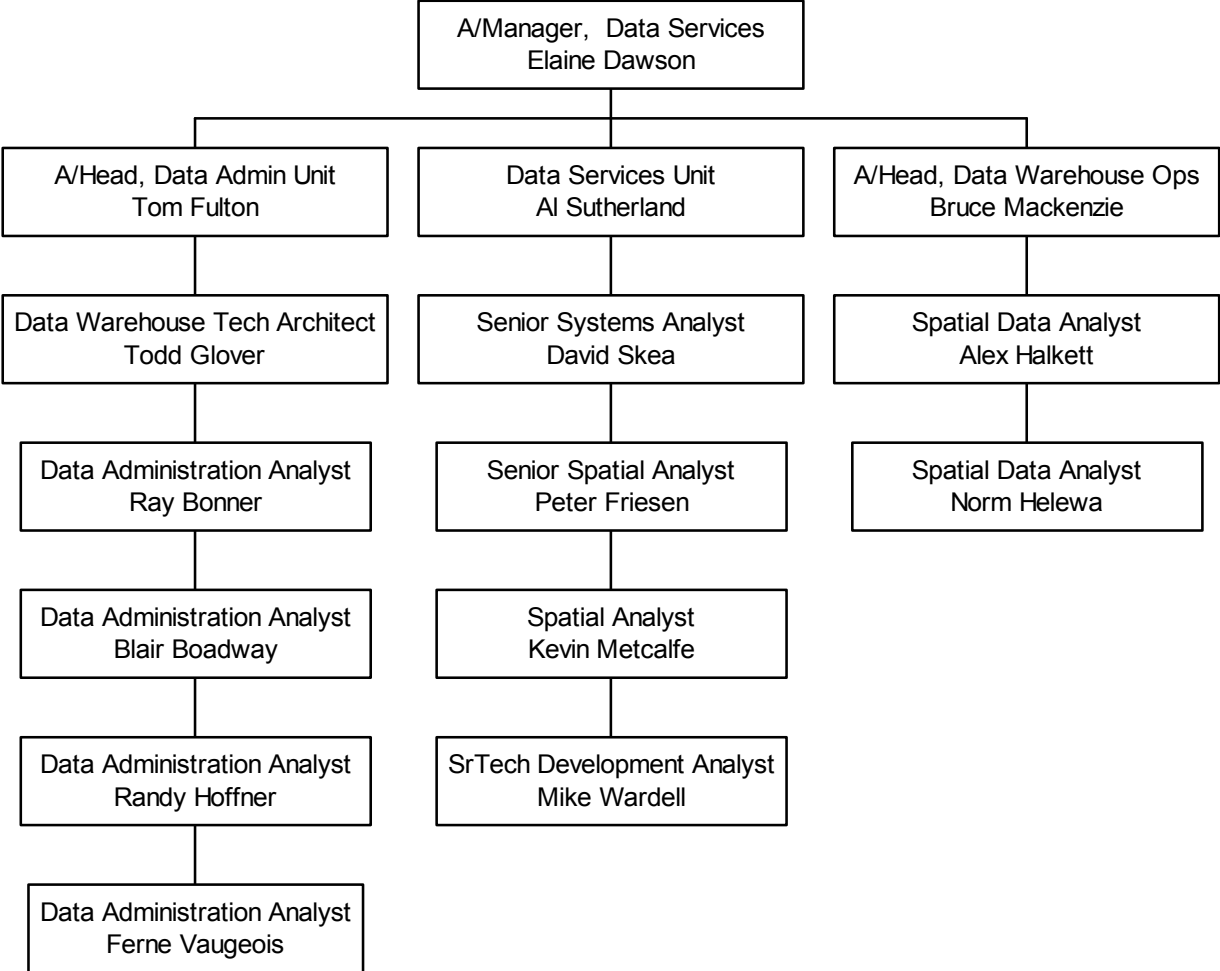 A/Manager, Data Services
Elaine Dawson
A/Head, Data Admin Unit
Tom Fulton
Data Services Unit
Al Sutherland
A/Head, Data Warehouse Ops
Bruce Mackenzie
Data Warehouse Tech Architect
Todd Glover
Senior Systems Analyst
David Skea
Spatial Data Analyst
Alex Halkett
Data Administration Analyst
Ray Bonner
Senior Spatial Analyst
Peter Friesen
Spatial Data Analyst
Norm Helewa
Data Administration Analyst
Blair Boadway
Spatial Analyst
Kevin Metcalfe
Data Administration Analyst
Randy Hoffner
SrTech Development Analyst
Mike Wardell
Data Administration Analyst
Ferne Vaugeois